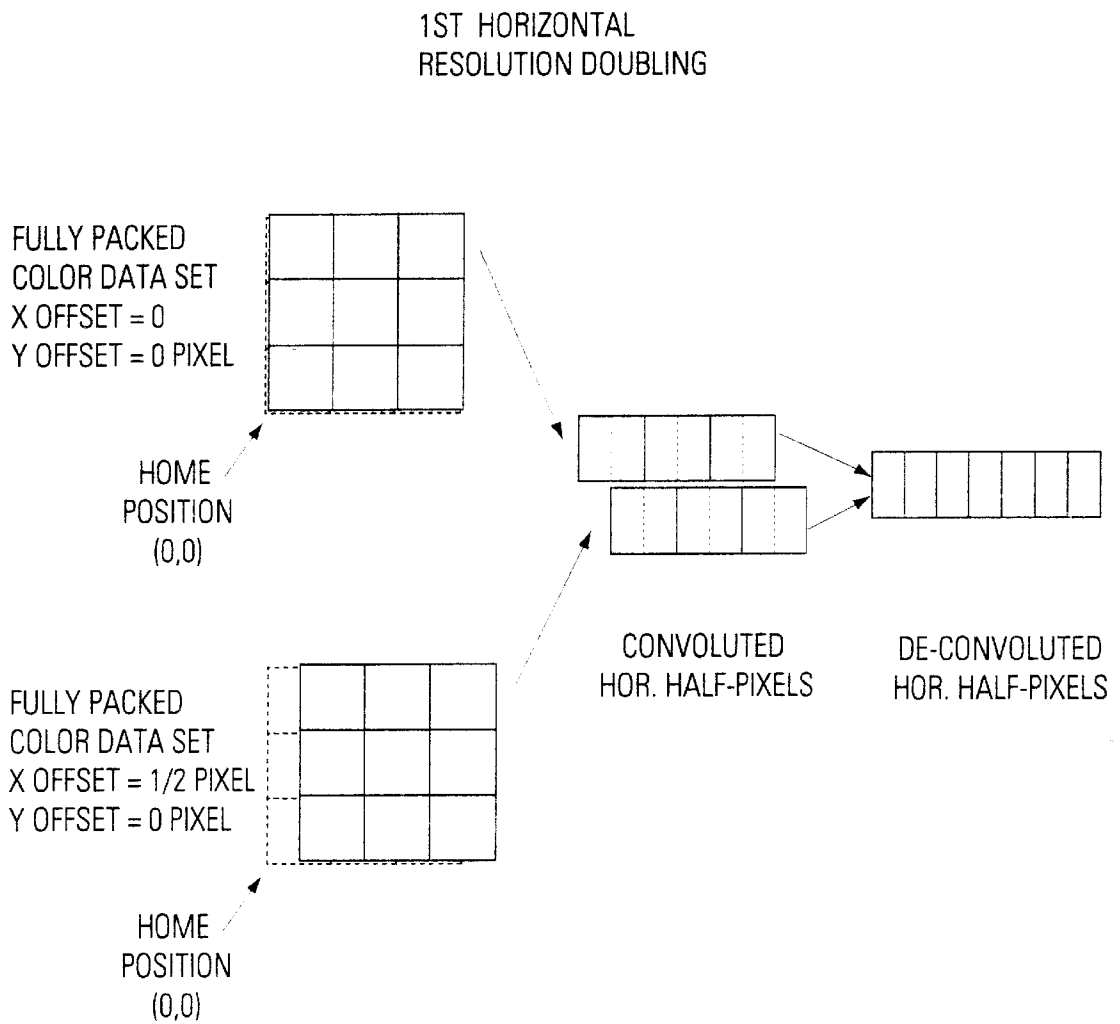 1ST HORIZONTAL
RESOLUTION DOUBLING
FULLY PACKED
COLOR DATA SET
X OFFSET = 0
Y OFFSET = 0 PIXEL
HOME
POSITION
(0,0)
CONVOLUTED
HOR. HALF-PIXELS
DE-CONVOLUTED
HOR. HALF-PIXELS
FULLY PACKED
COLOR DATA SET
X OFFSET = 1/2 PIXEL
Y OFFSET = 0 PIXEL
HOME
POSITION
(0,0)